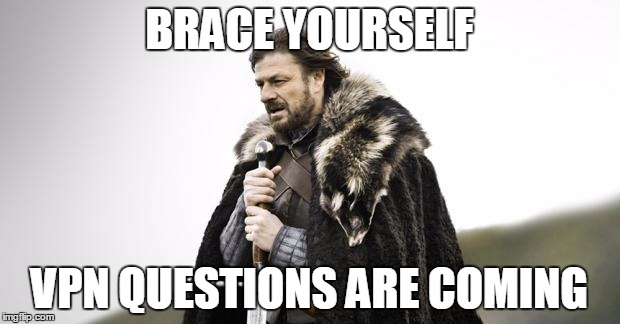 BRACE YOURSELF
VPN QUESTIONS ARE COMING
imgflip.com